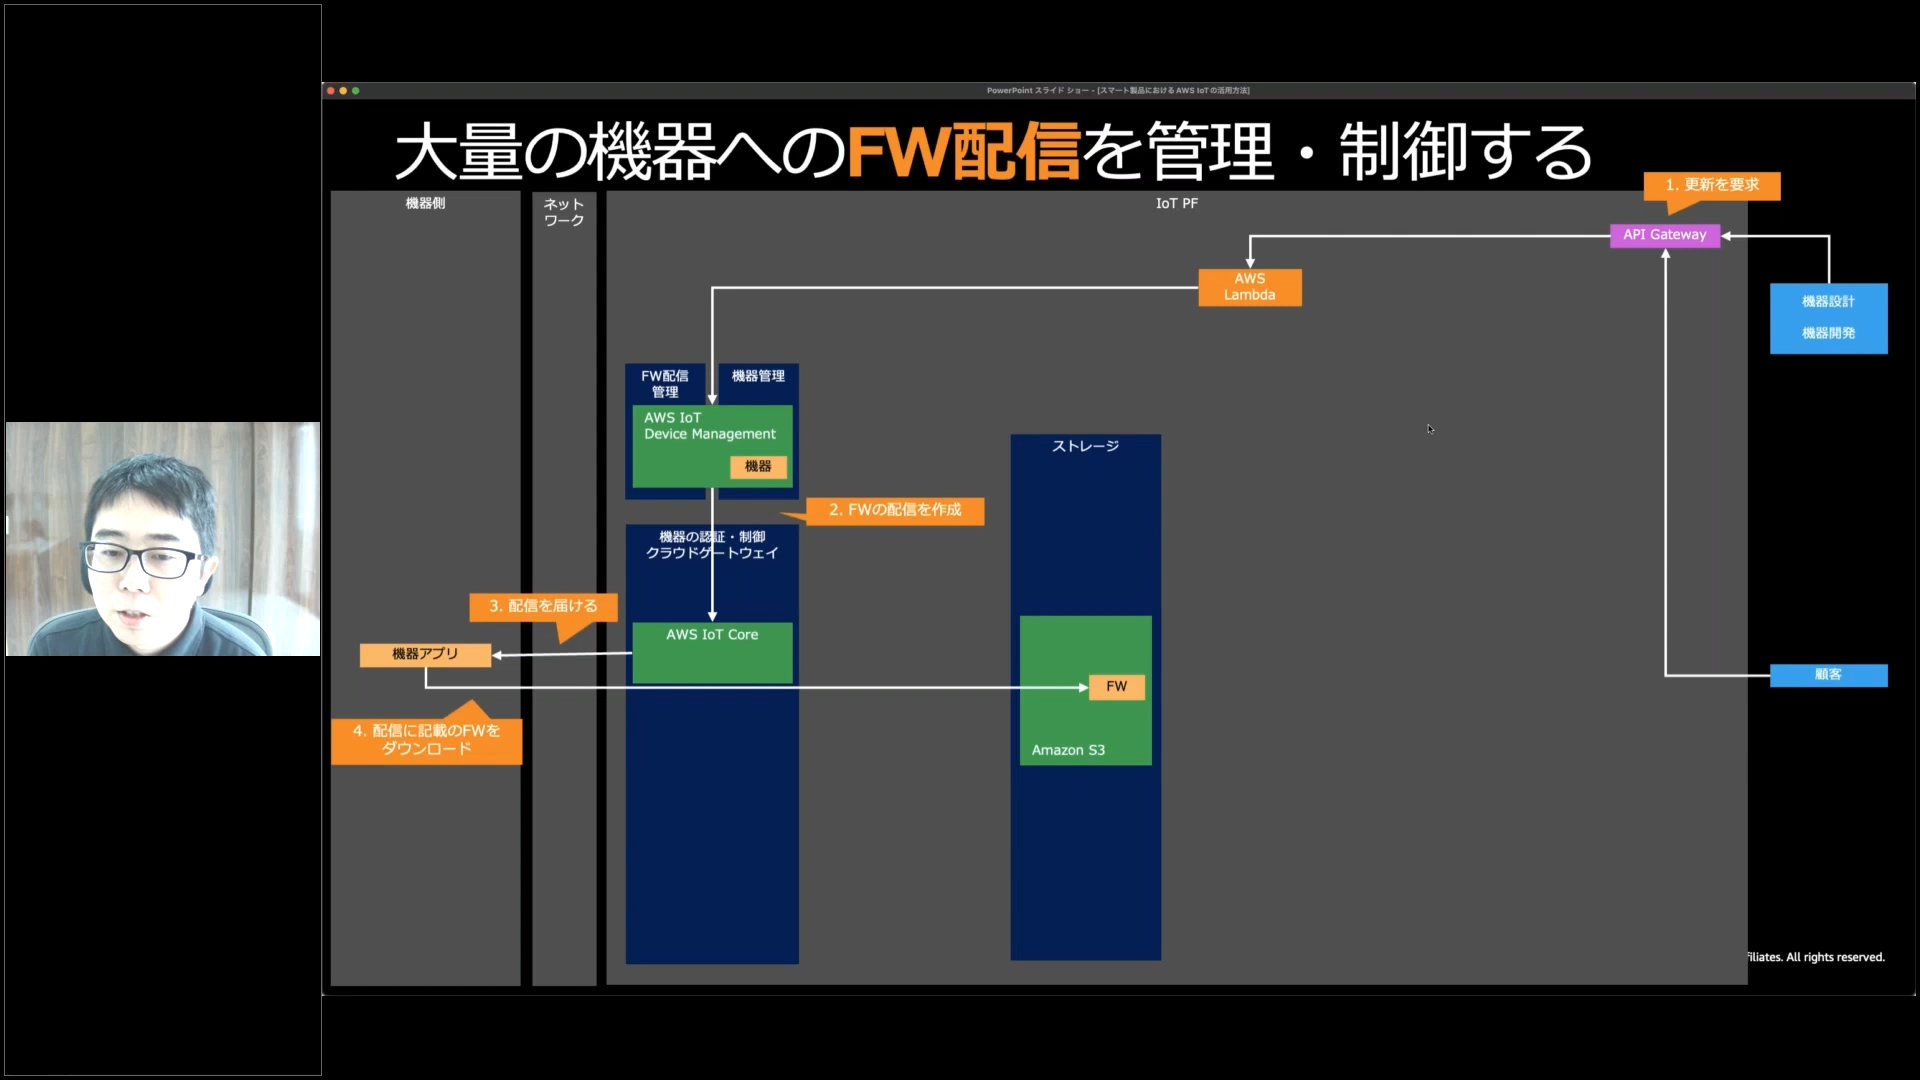 PowerPoint スライド ショー - [スマート製品における AWS IoT の活用方法]
大量の機器へのFW配信を管理・制御する
1. 更新を要求
機器側
ネット
ワーク
IoT PF
API Gateway
AWS
Lambda
機器設計
機器開発
FW配信
管理
機器管理
AWS IoT
Device Management
機器
ストレージ
2. FWの配信を作成
機器の認証・制御
クラウドゲートウェイ
3. 配信を届ける
AWS IoT Core
機器アプリ
FW
顧客
4. 配信に記載のFWを
ダウンロード
Amazon S3
filiates. All rights reserved.